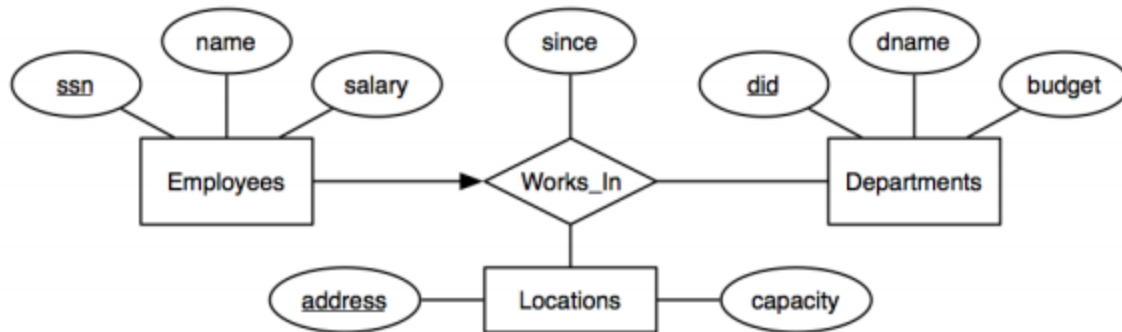 name
since
dname
ssn
salary
did
budget
Employees
Works_In
Departments
address
Locations
capacity